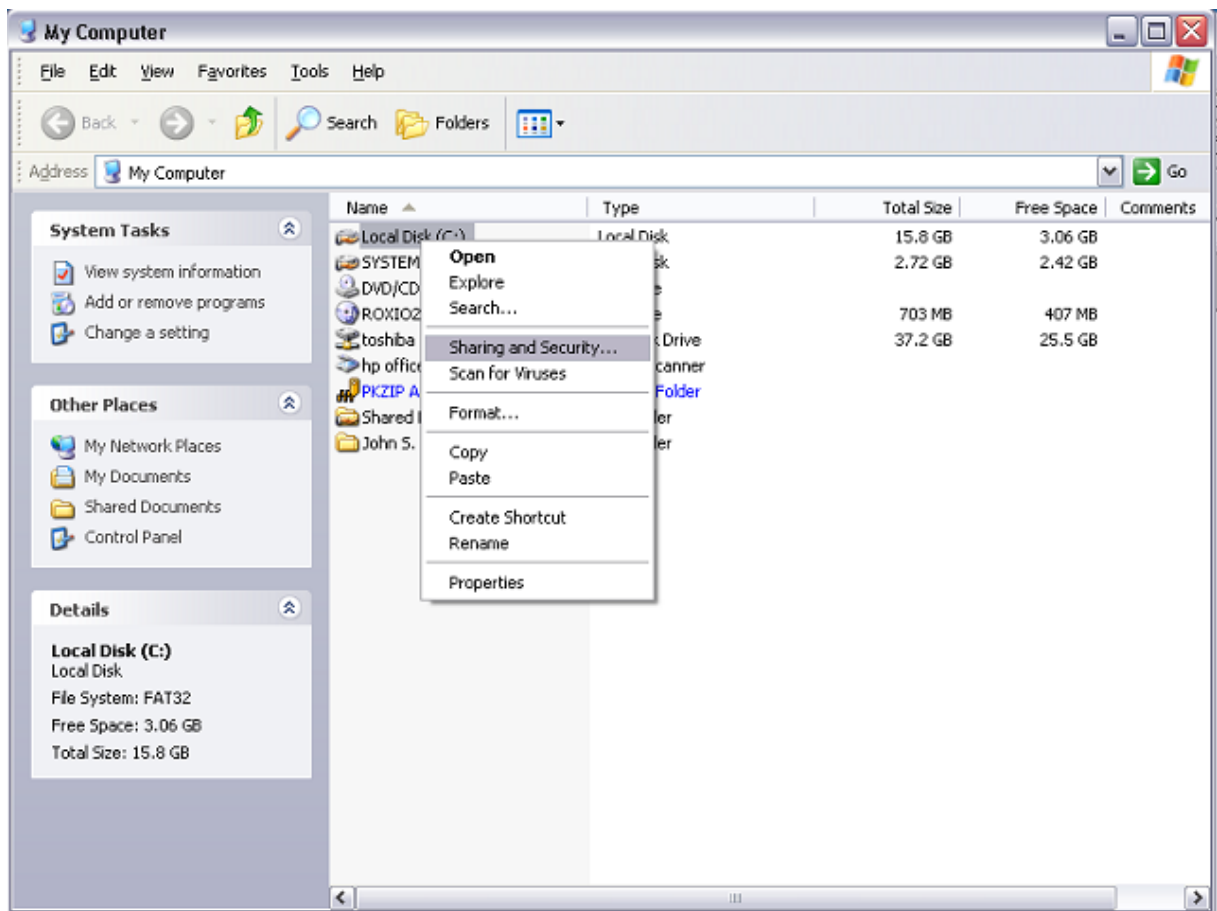 My Computer
File Edit View Favorites Tools Help
Back Search Folders
Address My Computer Go
Name Type Total Size Free Space Comments
System Tasks
View system information
Add or remove programs
Change a setting
Other Places
My Network Places
My Documents
Shared Documents
Control Panel
Details
Local Disk (C:)
Local Disk
File System: FAT32
Free Space: 3.06 GB
Total Size: 15.8 GB
Local Disk (C:) Local Disk 15.8 GB 3.06 GB
SYSTEM 2.72 GB 2.42 GB
DVD/CD
ROXIO2 703 MB 407 MB
toshiba Drive 37.2 GB 25.5 GB
hp office
PKZIP A Folder
Shared
John S.
Open
Explore
Search...
Sharing and Security...
Scan for Viruses
Format...
Copy
Paste
Create Shortcut
Rename
Properties